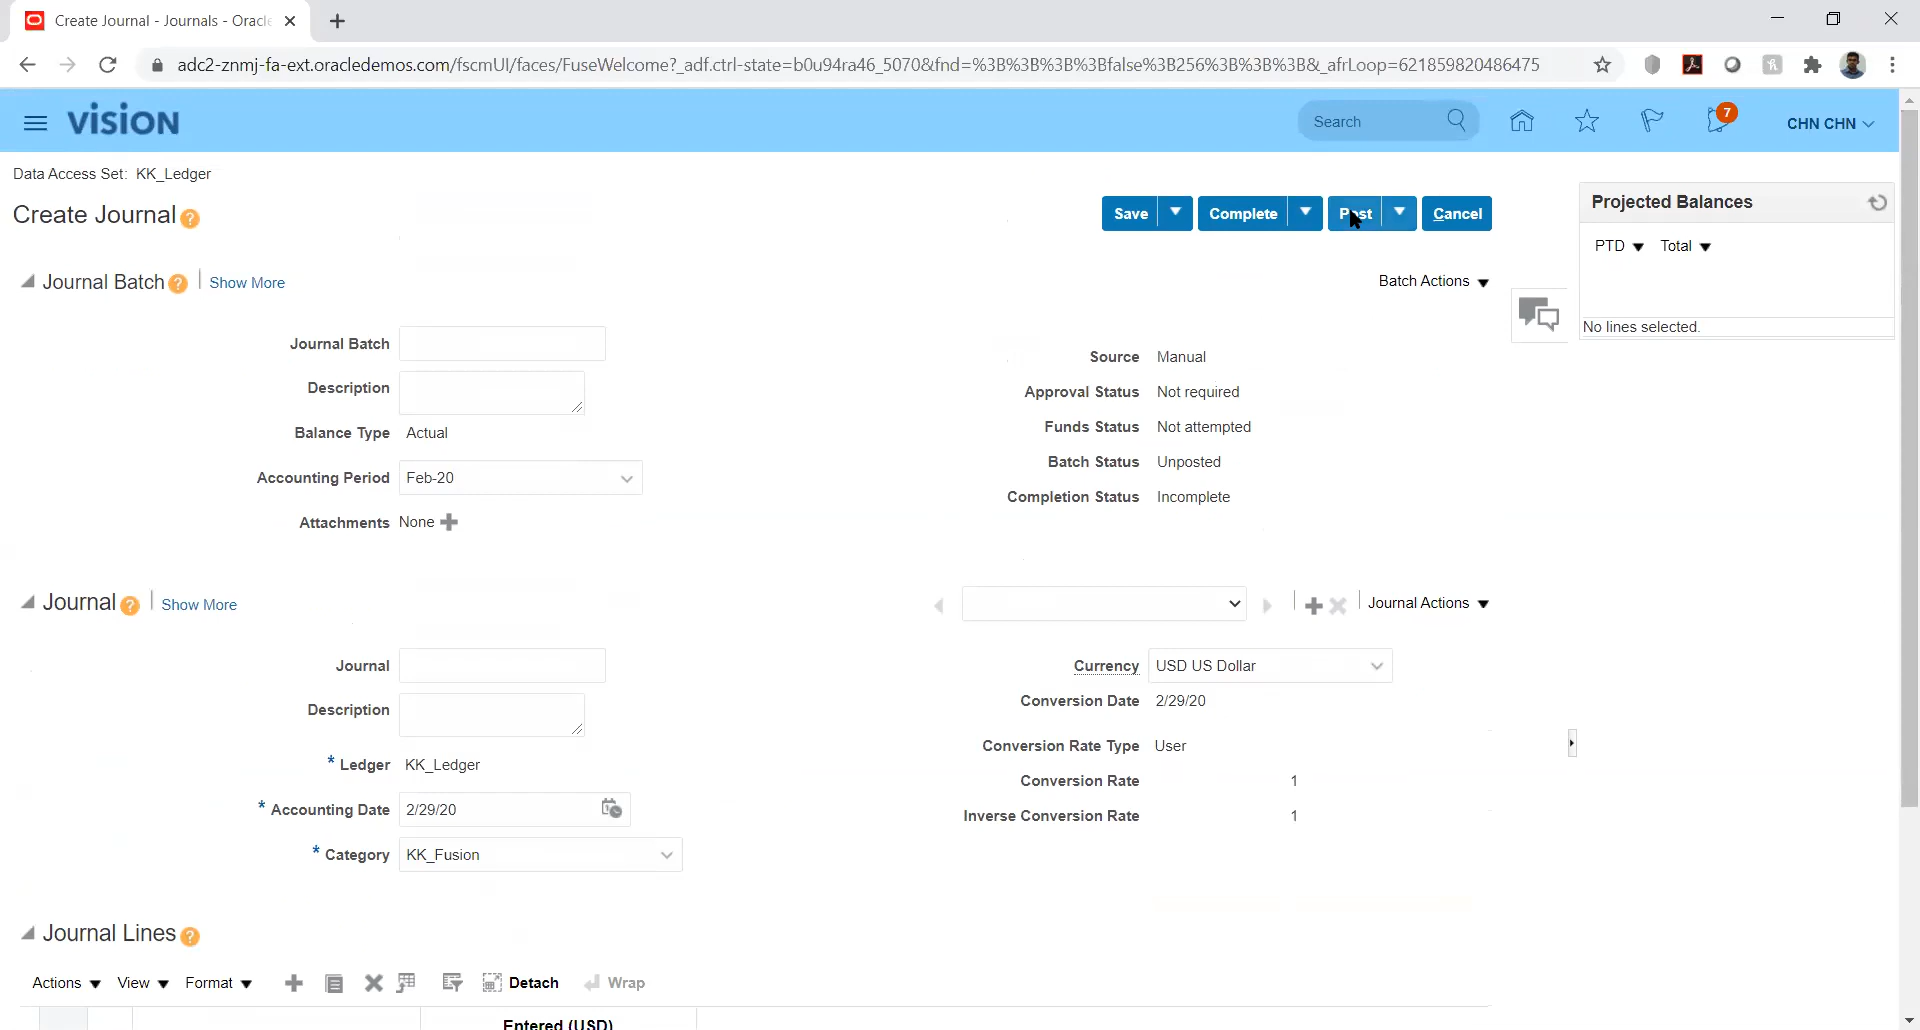 Create Journal - Journals - Oracle
adc2-znmj-fa-ext.oracledemos.com/fscmUI/faces/FuseWelcome?_adf.ctrl-state=b0u94ra46_5070&fnd=%3B%3B%3B%3Bfalse%3B256%3B%3B%3B&_afrLoop=621859820486475
VISION
Search
7
CHN CHN
Data Access Set: KK_Ledger
Create Journal
Save
Complete
Post
Cancel
Projected Balances
PTD
Total
No lines selected.
Journal Batch
Show More
Batch Actions
Journal Batch
Description
Balance Type Actual
Accounting Period Feb-20
Attachments None
Source Manual
Approval Status Not required
Funds Status Not attempted
Batch Status Unposted
Completion Status Incomplete
Journal
Show More
Journal Actions
Journal
Description
* Ledger KK_Ledger
* Accounting Date 2/29/20
* Category KK_Fusion
Currency USD US Dollar
Conversion Date 2/29/20
Conversion Rate Type User
Conversion Rate 1
Inverse Conversion Rate 1
Journal Lines
Actions View Format Detach Wrap
Entered (USD)